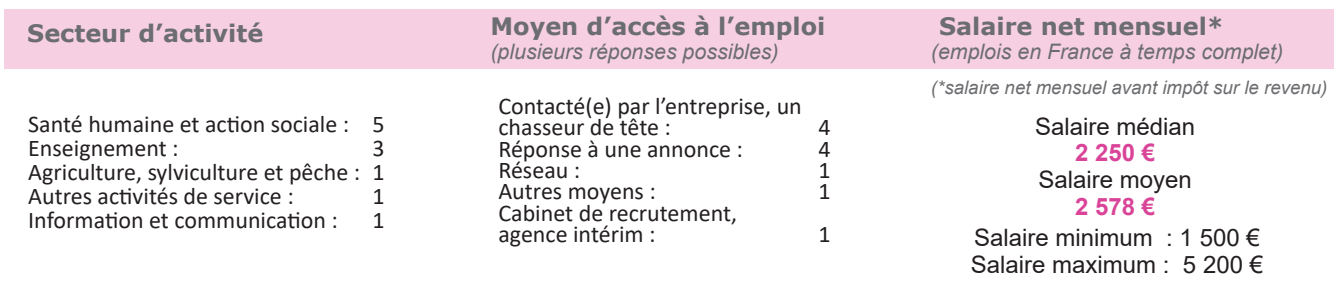 Secteur d’activité
Santé humaine et action sociale : 5
Enseignement : 3
Agriculture, sylviculture et pêche : 1
Autres activités de service : 1
Information et communication : 1
Moyen d’accès à l’emploi
(plusieurs réponses possibles)
Contacté(e) par l’entreprise, un
chasseur de tête : 4
Réponse à une annonce : 4
Réseau : 1
Autres moyens : 1
Cabinet de recrutement,
agence intérim : 1
Salaire net mensuel*
(emplois en France à temps complet)
(*salaire net mensuel avant impôt sur le revenu)
Salaire médian
2 250 €
Salaire moyen
2 578 €
Salaire minimum : 1 500 €
Salaire maximum : 5 200 €